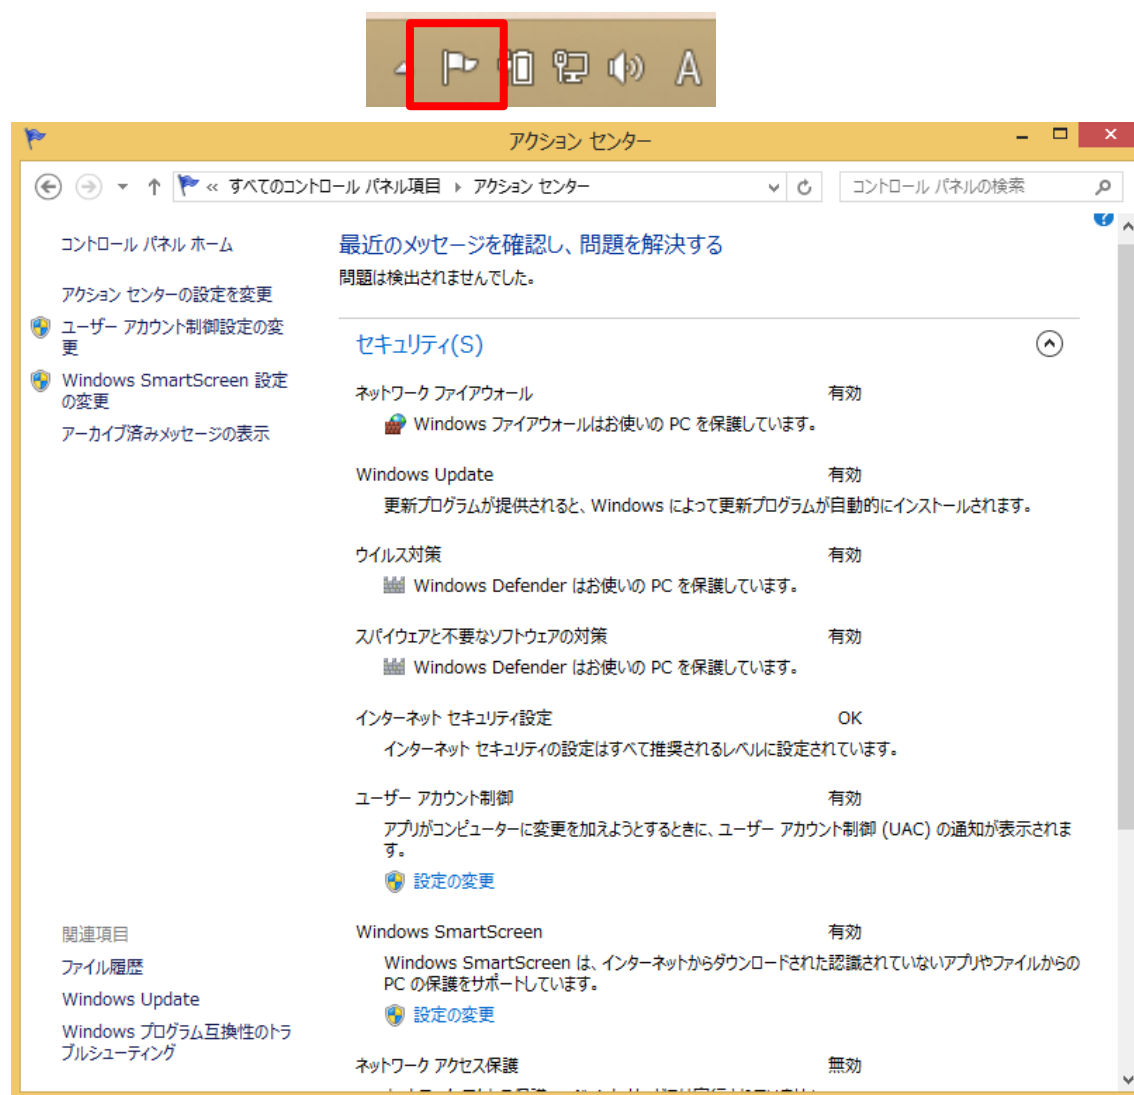 A
アクション センター
« すべてのコントロール パネル項目 ▸ アクション センター
コントロール パネルの検索
コントロール パネル ホーム
アクション センターの設定を変更
ユーザー アカウント制御設定の変
更
Windows SmartScreen 設定
の変更
アーカイブ済みメッセージの表示
最近のメッセージを確認し、問題を解決する
問題は検出されませんでした。
セキュリティ(S)
ネットワーク ファイアウォール 有効
Windows ファイアウォールはお使いの PC を保護しています。
Windows Update 有効
更新プログラムが提供されると、Windows によって更新プログラムが自動的にインストールされます。
ウイルス対策 有効
Windows Defender はお使いの PC を保護しています。
スパイウェアと不要なソフトウェアの対策 有効
Windows Defender はお使いの PC を保護しています。
インターネット セキュリティ設定 OK
インターネット セキュリティの設定はすべて推奨されるレベルに設定されています。
ユーザー アカウント制御 有効
アプリがコンピューターに変更を加えようとするときに、ユーザー アカウント制御 (UAC) の通知が表示されま
す。
設定の変更
Windows SmartScreen 有効
Windows SmartScreen は、インターネットからダウンロードされた認識されていないアプリやファイルからの
PC の保護をサポートしています。
設定の変更
ネットワーク アクセス保護 無効
関連項目
ファイル履歴
Windows Update
Windows プログラム互換性のトラ
ブルシューティング